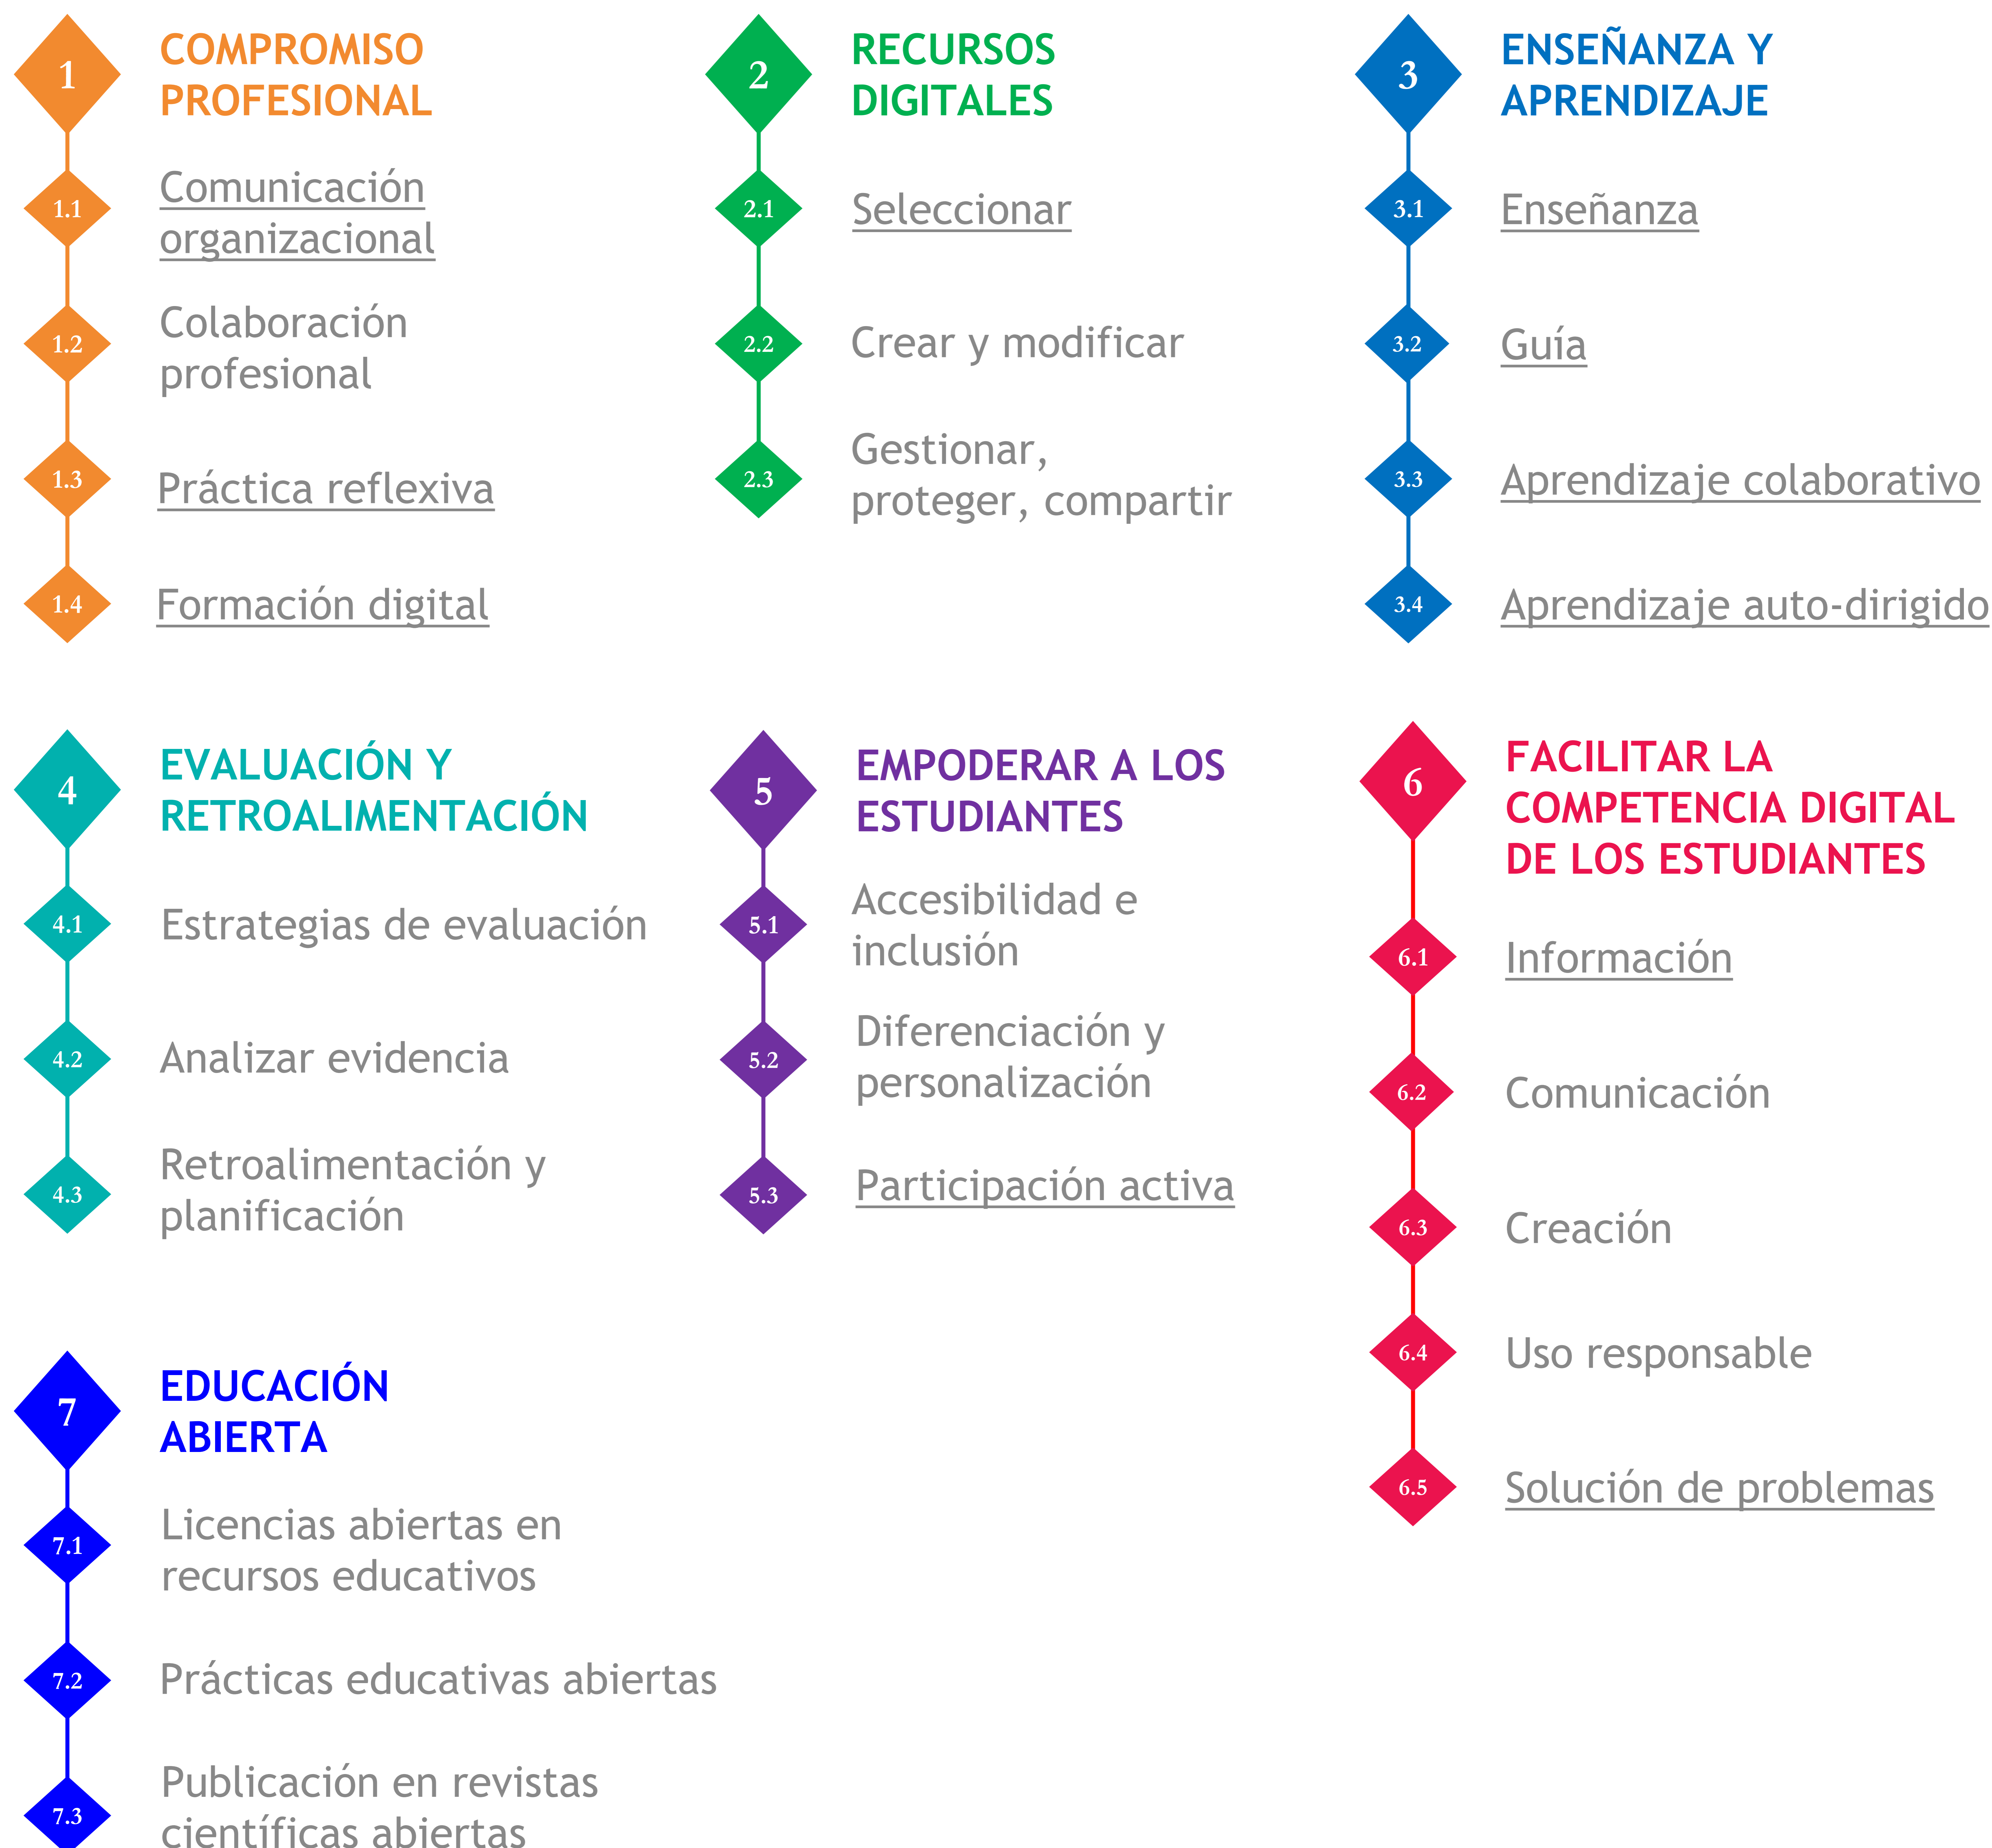 1
COMPROMISO
PROFESIONAL
1.1
Comunicación
organizacional
1.2
Colaboración
profesional
1.3
Práctica reflexiva
1.4
Formación digital
2
RECURSOS
DIGITALES
2.1
Seleccionar
2.2
Crear y modificar
2.3
Gestionar,
proteger, compartir
3
ENSEÑANZA Y
APRENDIZAJE
3.1
Enseñanza
3.2
Guía
3.3
Aprendizaje colaborativo
3.4
Aprendizaje auto-dirigido
4
EVALUACIÓN Y
RETROALIMENTACIÓN
4.1
Estrategias de evaluación
4.2
Analizar evidencia
4.3
Retroalimentación y
planificación
5
EMPODERAR A LOS
ESTUDIANTES
5.1
Accesibilidad e
inclusión
5.2
Diferenciación y
personalización
5.3
Participación activa
6
FACILITAR LA
COMPETENCIA DIGITAL
DE LOS ESTUDIANTES
6.1
Información
6.2
Comunicación
6.3
Creación
6.4
Uso responsable
6.5
Solución de problemas
7
EDUCACIÓN
ABIERTA
7.1
Licencias abiertas en
recursos educativos
7.2
Prácticas educativas abiertas
7.3
Publicación en revistas
científicas abiertas